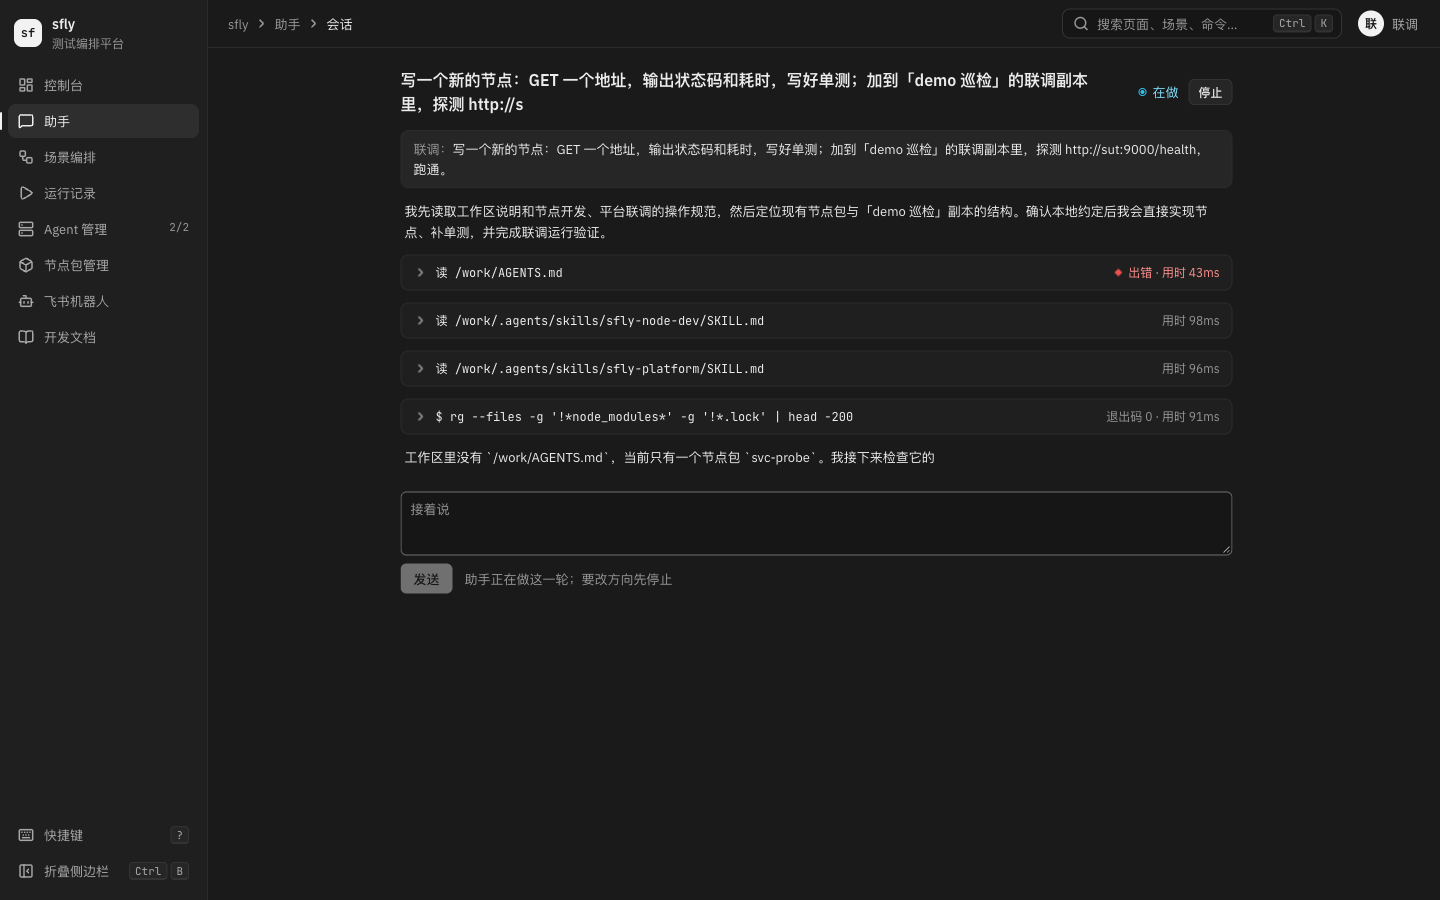 sf
sfly
测试编排平台
控制台
助手
场景编排
运行记录
Agent 管理 2/2
节点包管理
飞书机器人
开发文档
快捷键 ?
折叠侧边栏 Ctrl B
sfly > 助手 > 会话
搜索页面、场景、命令... Ctrl K
联 联调
写一个新的节点：GET 一个地址，输出状态码和耗时，写好单测；加到「demo 巡检」的联调副本
里，探测 http://s
在做 停止
联调：写一个新的节点：GET 一个地址，输出状态码和耗时，写好单测；加到「demo 巡检」的联调副本里，探测 http://sut:9000/health，
跑通。
我先读取工作区说明和节点开发、平台联调的操作规范，然后定位现有节点包与「demo 巡检」副本的结构。确认本地约定后我会直接实现节
点、补单测，并完成联调运行验证。
读 /work/AGENTS.md 出错 · 用时 43ms
读 /work/.agents/skills/sfly-node-dev/SKILL.md 用时 98ms
读 /work/.agents/skills/sfly-platform/SKILL.md 用时 96ms
$ rg --files -g '!*node_modules*' -g '!*.lock' | head -200 退出码 0 · 用时 91ms
工作区里没有 `/work/AGENTS.md`，当前只有一个节点包 `svc-probe`。我接下来检查它的
接着说
发送 助手正在做这一轮；要改方向先停止